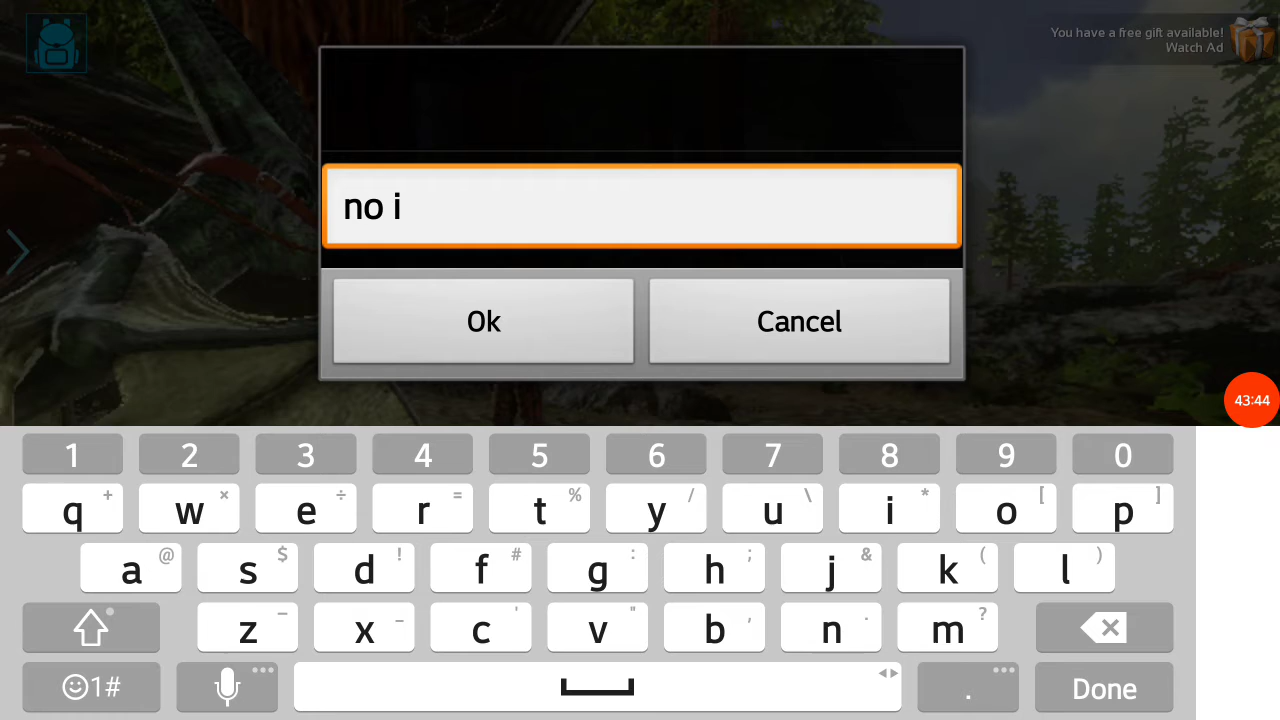 You have a free gift available!
Watch Ad
no i
Ok Cancel
43:44
1 2 3 4 5 6 7 8 9 0
q + w × e ÷ r = t % y / u \ i * o [ p ]
a @ s $ d ! f # g : h ; j & k ( l )
z – x - c ' v " b , n . m ?
1# . Done